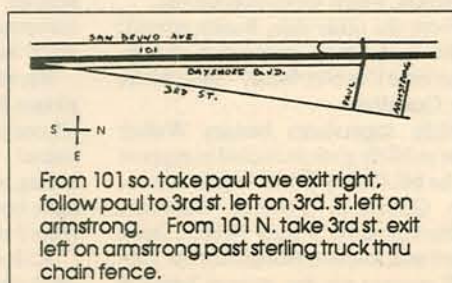 SAN BRUNO AVE
101
BAYSHORE BLVD.
3RD ST.
PAUL
ARMSTRONG
S N
E
From 101 so. take paul ave exit right,
follow paul to 3rd st. left on 3rd. st.left on
armstrong. From 101 N. take 3rd st. exit
left on armstrong past sterling truck thru
chain fence.